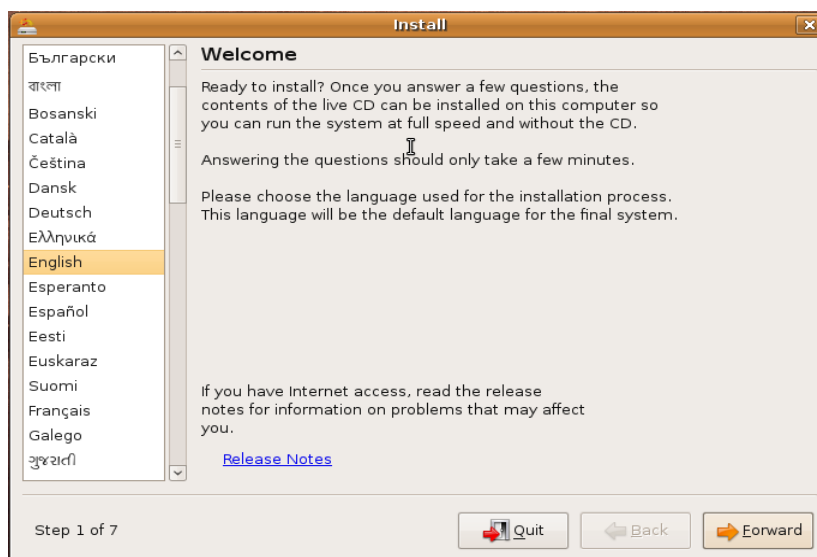 Install
Български
বাংলা
Bosanski
Català
Čeština
Dansk
Deutsch
Ελληνικά
English
Esperanto
Español
Eesti
Euskaraz
Suomi
Français
Galego
ગુજરાતી
Welcome
Ready to install? Once you answer a few questions, the
contents of the live CD can be installed on this computer so
you can run the system at full speed and without the CD.
Answering the questions should only take a few minutes.
Please choose the language used for the installation process.
This language will be the default language for the final system.
If you have Internet access, read the release
notes for information on problems that may affect
you.
Release Notes
Step 1 of 7
Quit
Back
Forward